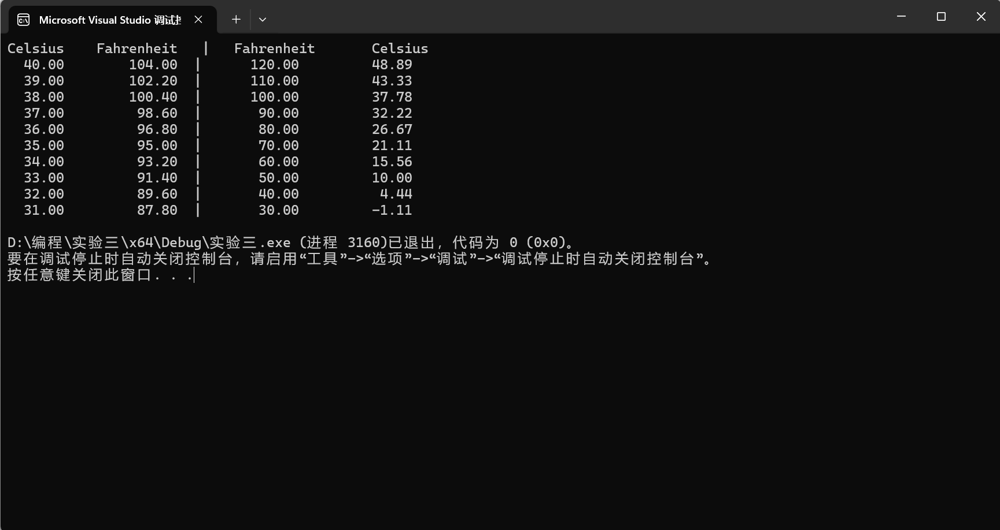 Microsoft Visual Studio 调试
Celsius    Fahrenheit   |   Fahrenheit       Celsius
  40.00        104.00  |      120.00         48.89
  39.00        102.20  |      110.00         43.33
  38.00        100.40  |      100.00         37.78
  37.00         98.60  |       90.00         32.22
  36.00         96.80  |       80.00         26.67
  35.00         95.00  |       70.00         21.11
  34.00         93.20  |       60.00         15.56
  33.00         91.40  |       50.00         10.00
  32.00         89.60  |       40.00          4.44
  31.00         87.80  |       30.00         -1.11
D:\编程\实验三\x64\Debug\实验三.exe (进程 3160)已退出，代码为 0 (0x0)。
要在调试停止时自动关闭控制台，请启用“工具”->“选项”->“调试”->“调试停止时自动关闭控制台”。
按任意键关闭此窗口. . .